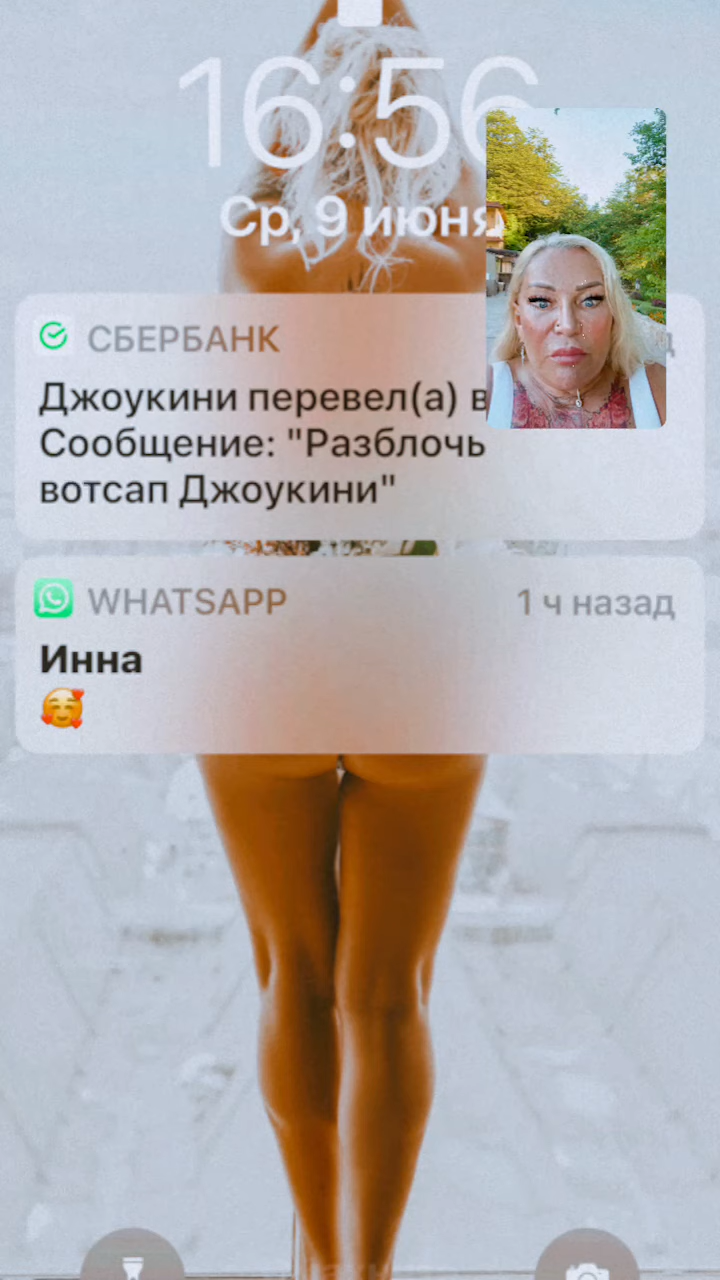 16:56
Ср, 9 июня
СБЕРБАНК
Джоукини перевел(а)
Сообщение: "Разблочь
вотсап Джоукини"
WHATSAPP
1 ч назад
Инна